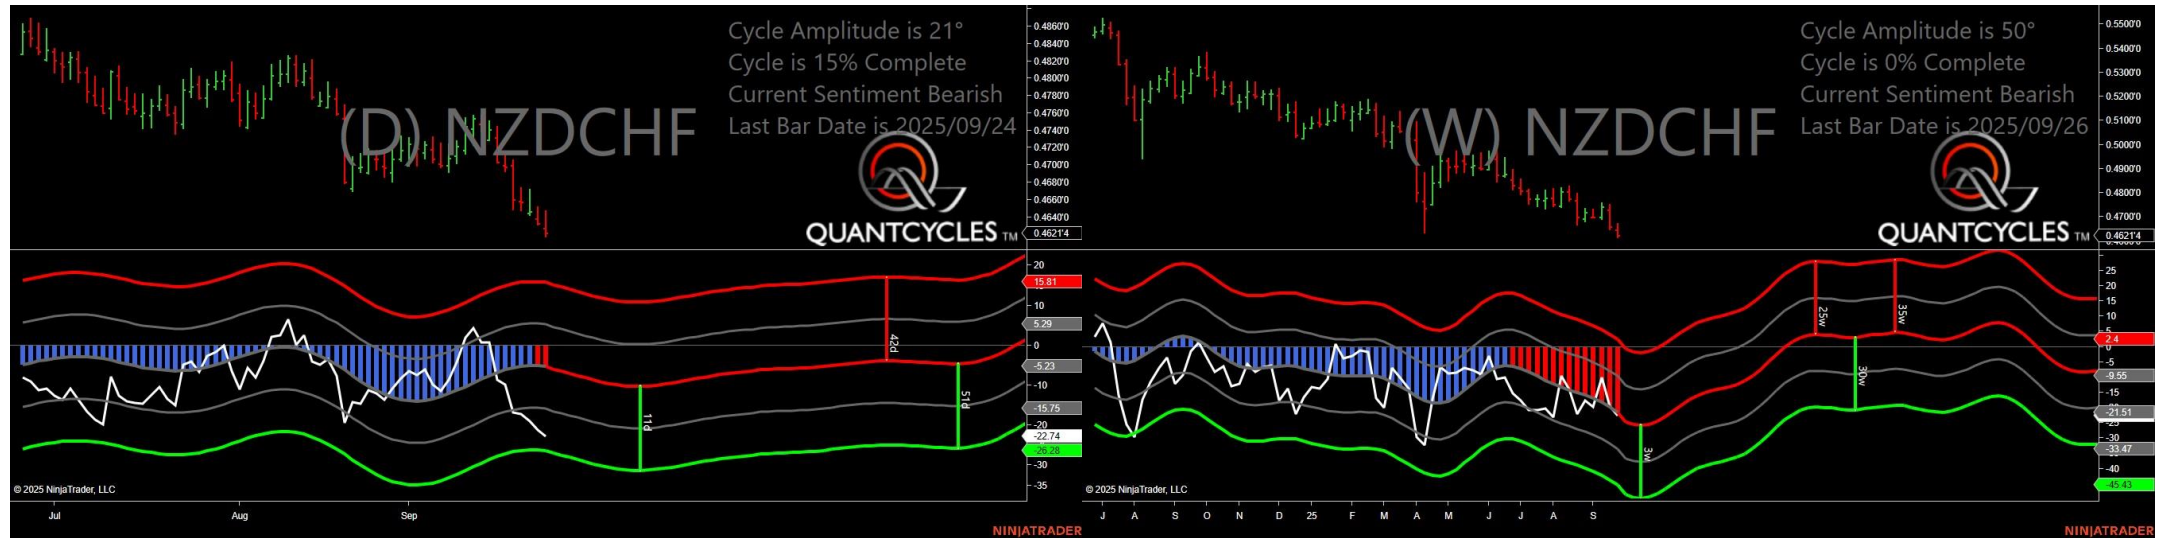 Cycle Amplitude is 21°
Cycle is 15% Complete
Current Sentiment Bearish
Last Bar Date is 2025/09/24
(D) NZDCHF
QUANTCYCLES TM
0.4860'0
0.4840'0
0.4820'0
0.4800'0
0.4780'0
0.4760'0
0.4740'0
0.4720'0
0.4700'0
0.4680'0
0.4660'0
0.4640'0
0.4621'4
20
15.81
10
5.29
0
-5.23
-10
-15.75
-20
-22.74
-26.28
-30
-35
11d
42d
51d
© 2025 NinjaTrader, LLC
Jul
Aug
Sep
NINJATRADER
Cycle Amplitude is 50°
Cycle is 0% Complete
Current Sentiment Bearish
Last Bar Date is 2025/09/26
(W) NZDCHF
QUANTCYCLES TM
0.5500'0
0.5400'0
0.5300'0
0.5200'0
0.5100'0
0.5000'0
0.4900'0
0.4800'0
0.4700'0
0.4621'4
25
20
15
10
5
2.4
-5
-9.55
-15
-21.51
-25
-30
-33.47
-40
-45.43
3w
25w
30w
35w
© 2025 NinjaTrader, LLC
J
A
S
O
N
D
25
F
M
A
M
J
J
A
S
NINJATRADER